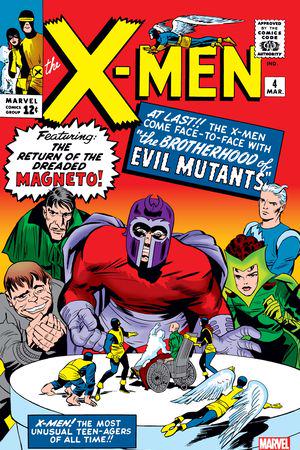 APPROVED
BY THE
COMICS
CODE
AUTHORITY
the
X-MEN
IND.
MARVEL
COMICS
GROUP
12¢
4
MAR.
Featuring:
THE
RETURN OF THE
DREADED
MAGNETO!
AT LAST!! THE X-MEN
COME FACE-TO-FACE WITH
"the BROTHERHOOD of
EVIL MUTANTS"
X-MEN! THE MOST
UNUSUAL TEEN-AGERS
OF ALL TIME!!
MARVEL